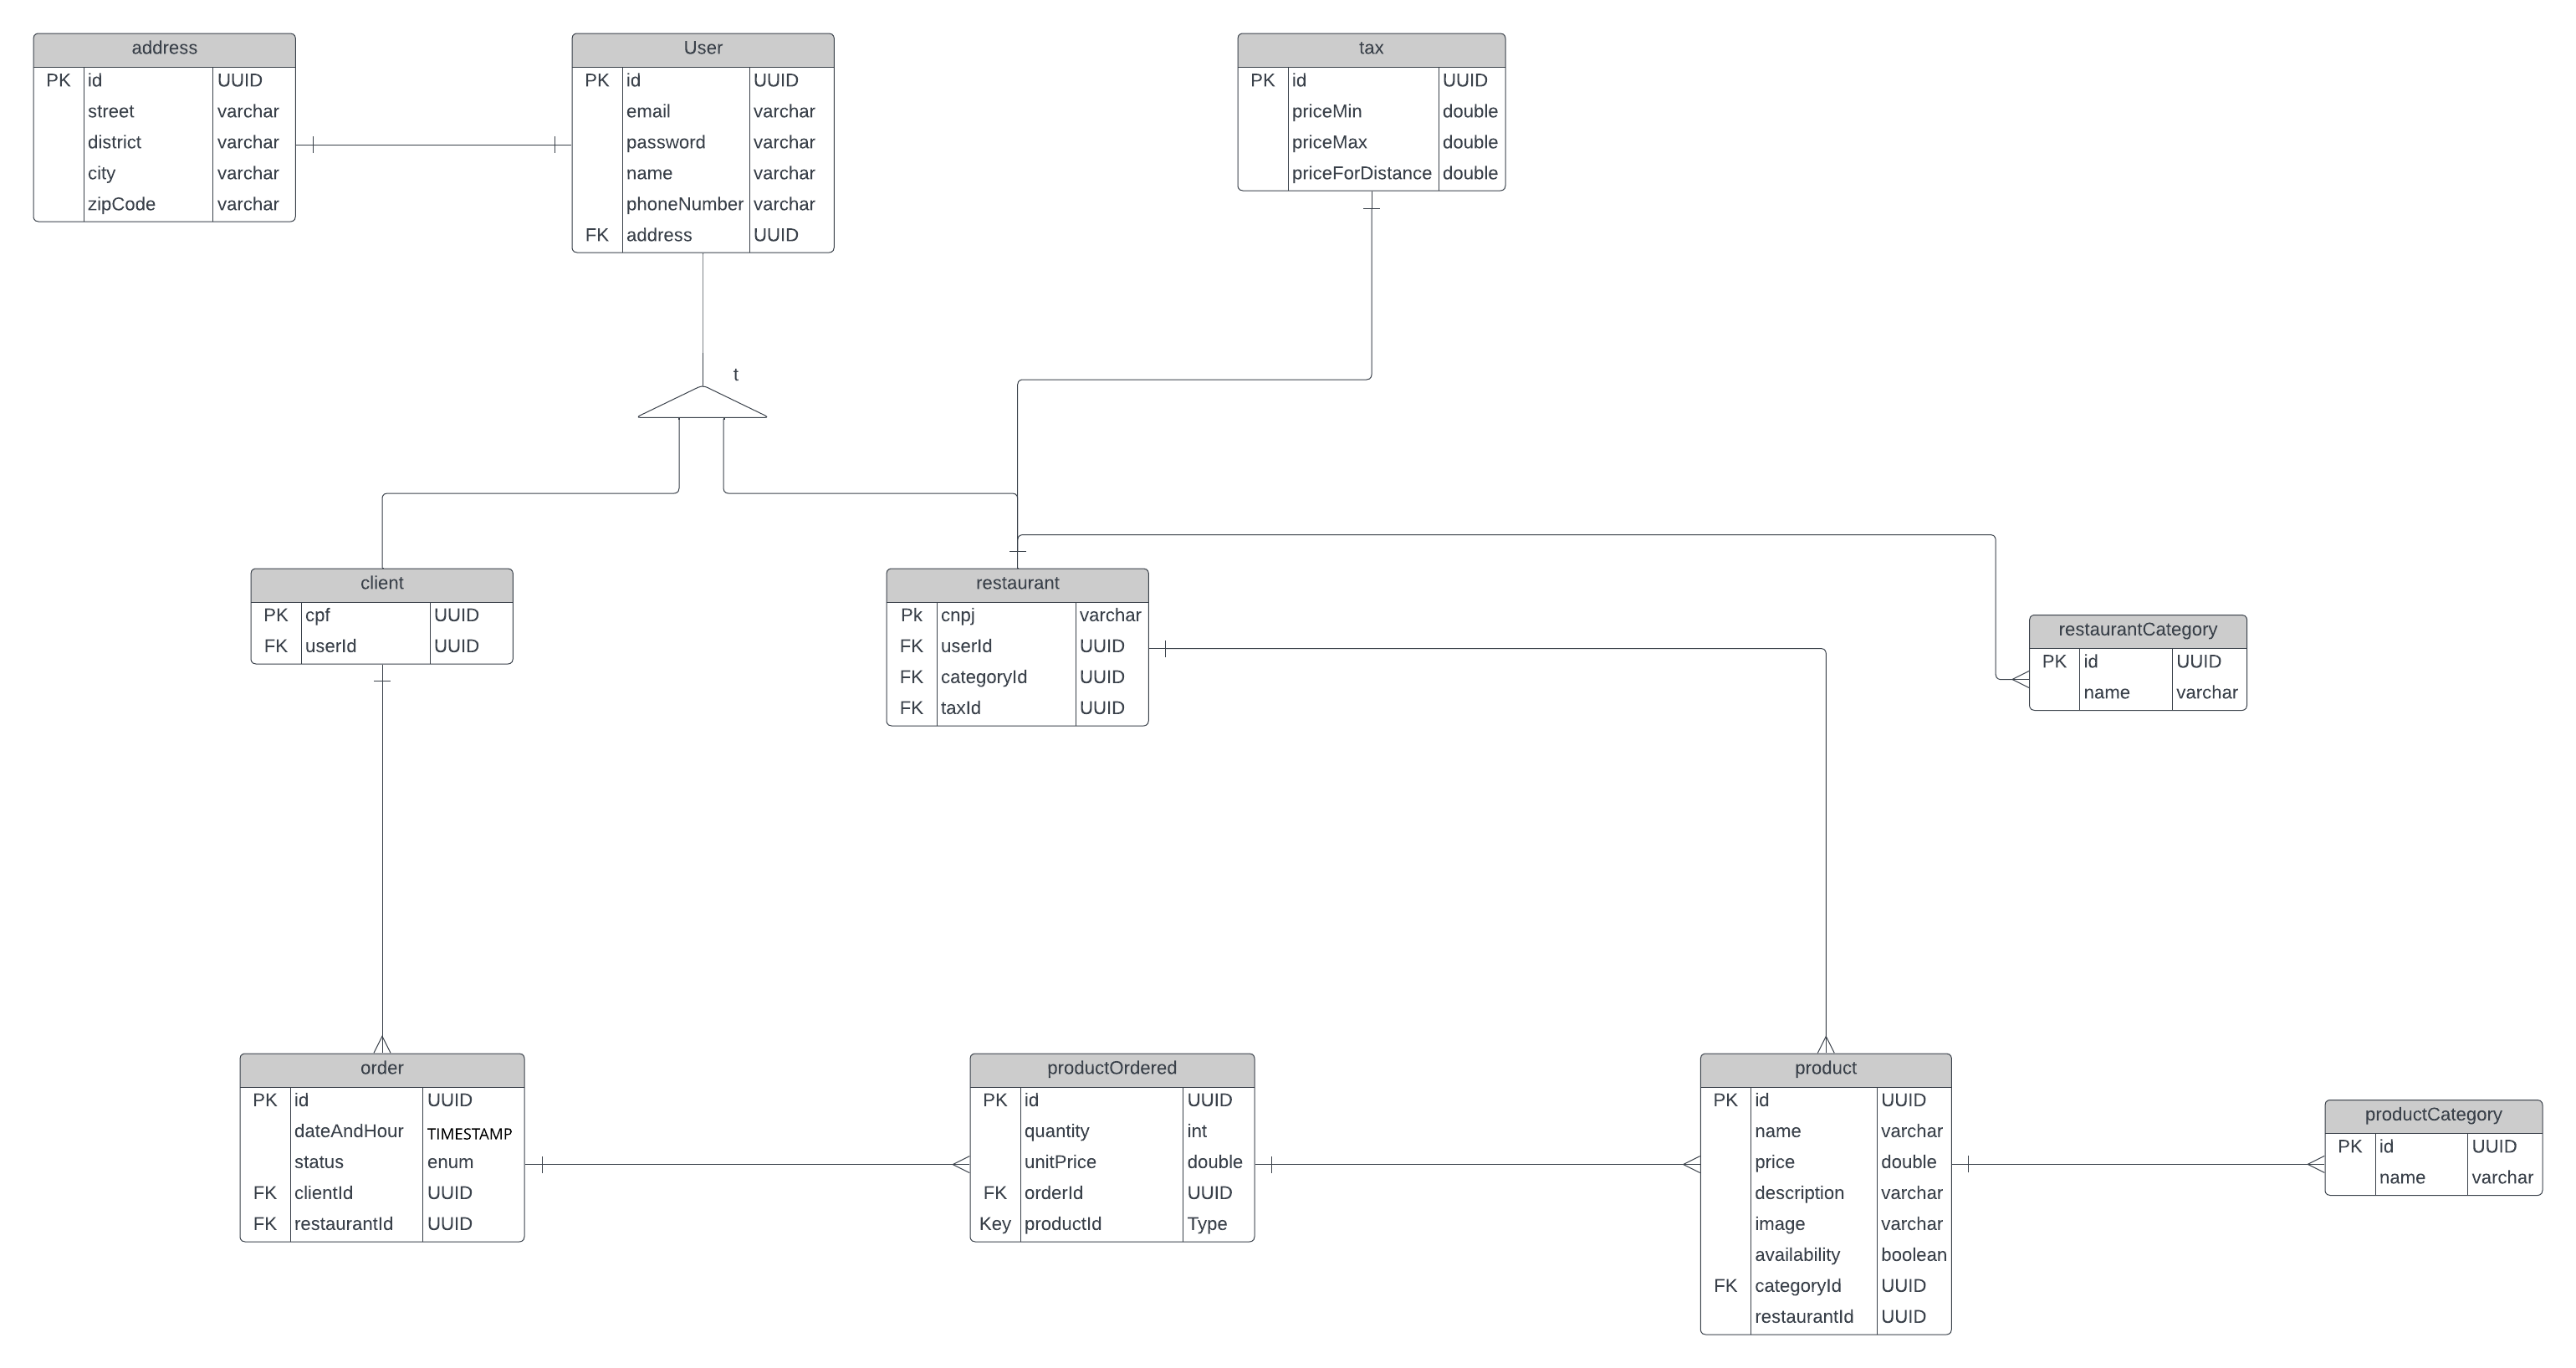 address
PK id UUID
street varchar
district varchar
city varchar
zipCode varchar
User
PK id UUID
email varchar
password varchar
name varchar
phoneNumber varchar
FK address UUID
tax
PK id UUID
priceMin double
priceMax double
priceForDistance double
t
client
PK cpf UUID
FK userId UUID
restaurant
Pk cnpj varchar
FK userId UUID
FK categoryId UUID
FK taxId UUID
restaurantCategory
PK id UUID
name varchar
order
PK id UUID
dateAndHour TIMESTAMP
status enum
FK clientId UUID
FK restaurantId UUID
productOrdered
PK id UUID
quantity int
unitPrice double
FK orderId UUID
Key productId Type
product
PK id UUID
name varchar
price double
description varchar
image varchar
availability boolean
FK categoryId UUID
restaurantId UUID
productCategory
PK id UUID
name varchar